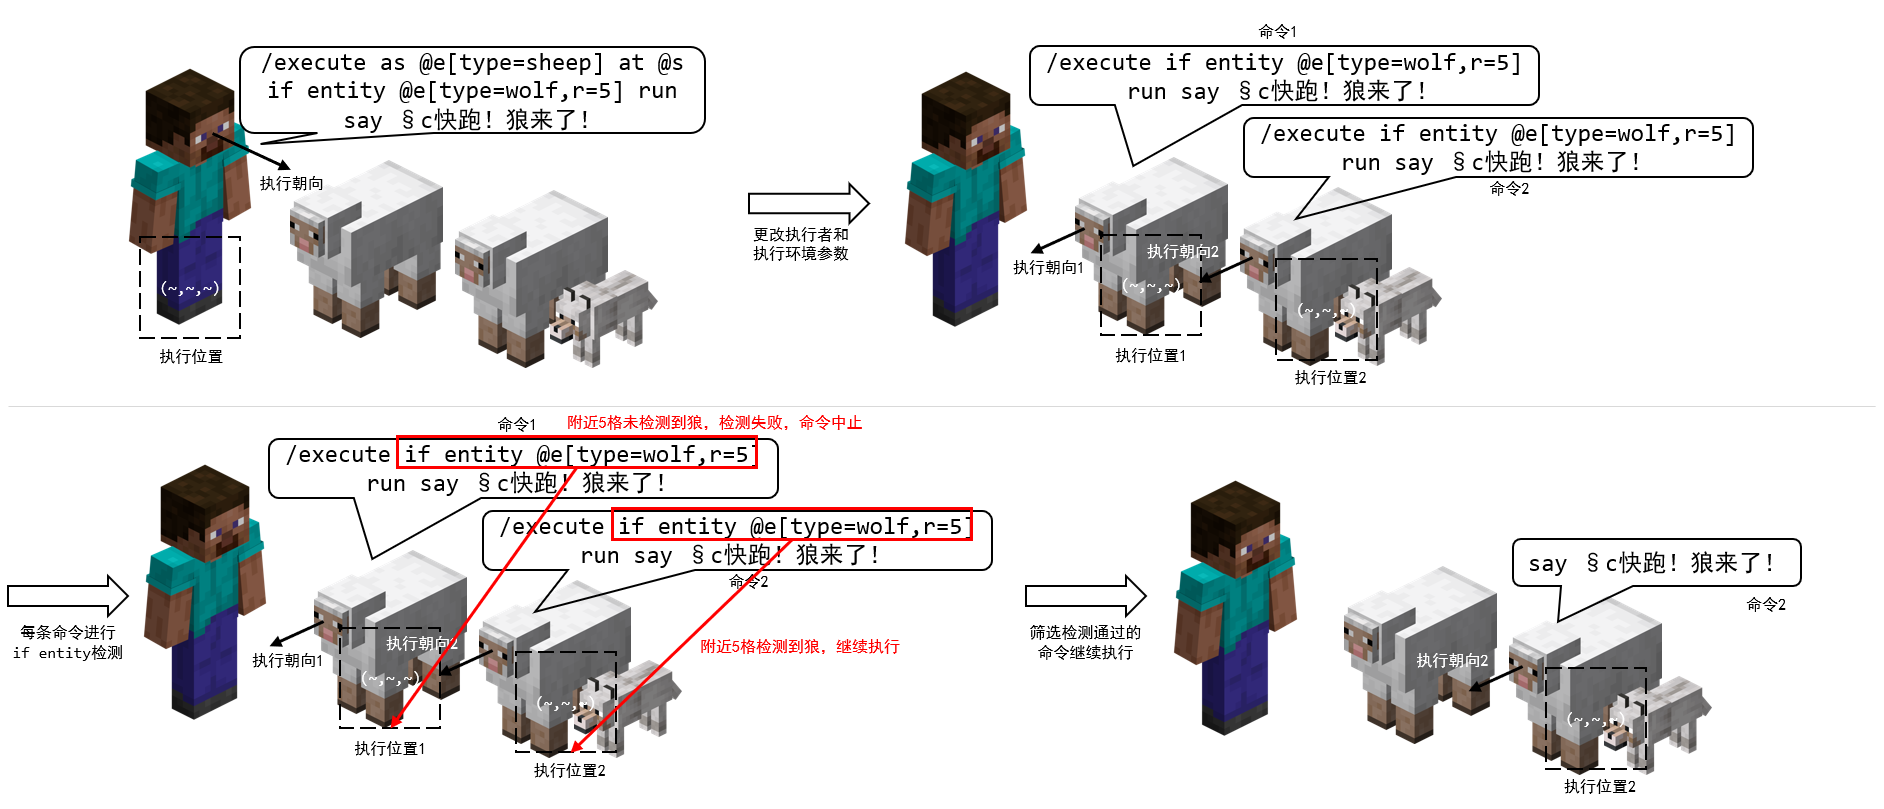 /execute as @e[type=sheep] at @s
if entity @e[type=wolf,r=5] run
say §c快跑！狼来了！
执行朝向
(~,~,~)
执行位置
更改执行者和
执行环境参数
命令1
/execute if entity @e[type=wolf,r=5]
run say §c快跑！狼来了！
/execute if entity @e[type=wolf,r=5]
run say §c快跑！狼来了！
命令2
执行朝向1
执行朝向2
(~,~,~)
(~,~,~)
执行位置1
执行位置2
每条命令进行
if entity检测
命令1
附近5格未检测到狼，检测失败，命令中止
/execute if entity @e[type=wolf,r=5]
run say §c快跑！狼来了！
/execute if entity @e[type=wolf,r=5]
run say §c快跑！狼来了！
命令2
执行朝向1
执行朝向2
附近5格检测到狼，继续执行
(~,~,~)
(~,~,~)
执行位置1
执行位置2
筛选检测通过的
命令继续执行
say §c快跑！狼来了！
命令2
执行朝向2
(~,~,~)
执行位置2